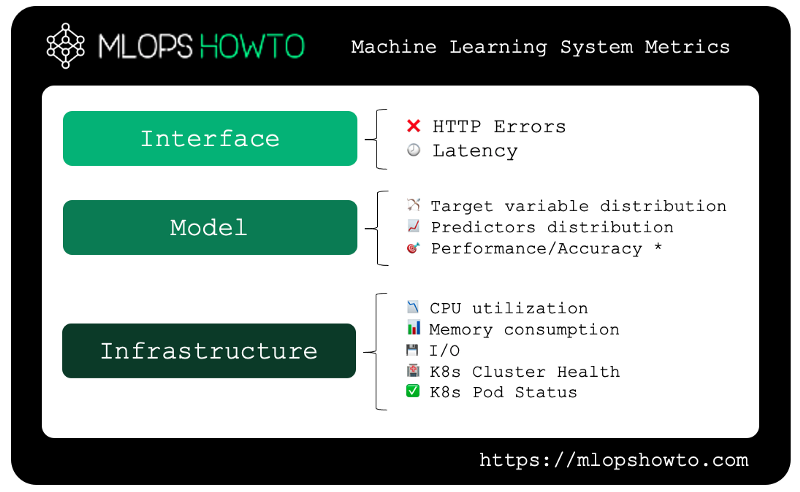 MLOPS HOWTO
Machine Learning System Metrics
Interface
HTTP Errors
Latency
Model
Target variable distribution
Predictors distribution
Performance/Accuracy *
Infrastructure
CPU utilization
Memory consumption
I/O
K8s Cluster Health
K8s Pod Status
https://mlopshowto.com